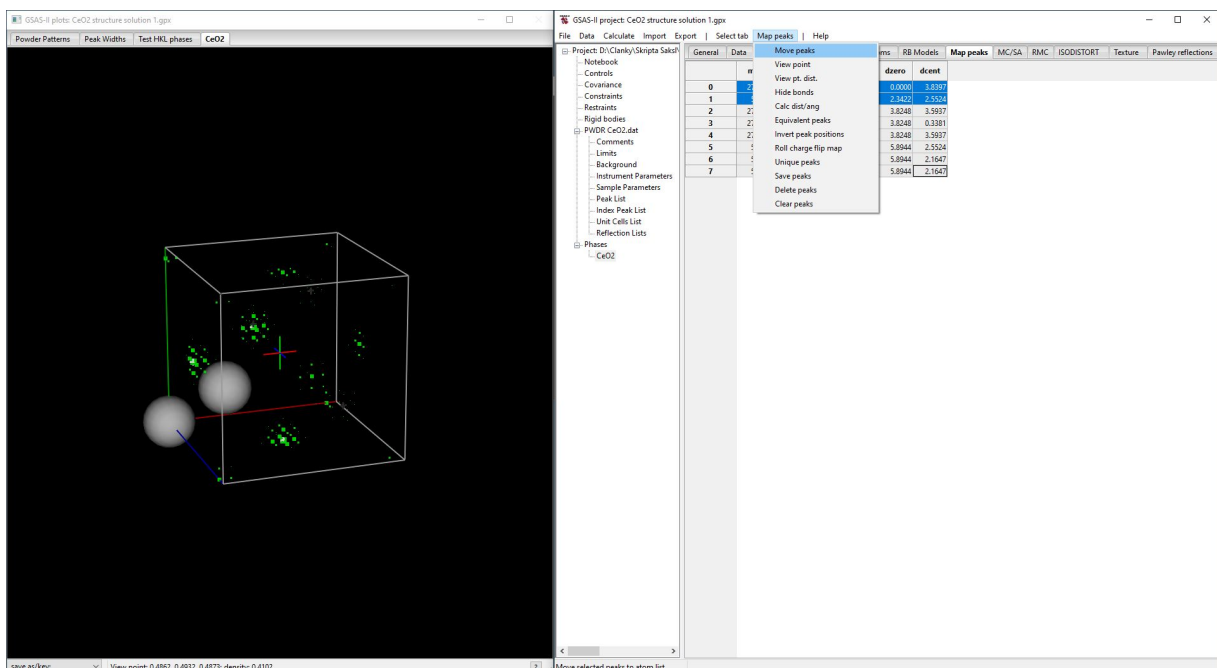 GSAS-II plots: CeO2 structure solution 1.gpx
Powder Patterns Peak Widths Test HKL phases CeO2
save as/key: View point: 0.4862, 0.4932, 0.4873; density: 0.4102 ?
GSAS-II project: CeO2 structure solution 1.gpx
File Data Calculate Import Export | Select tab Map peaks | Help
Project: D:\Clanky\Skripta Saksl\
Notebook
Controls
Covariance
Constraints
Restraints
Rigid bodies
PWDR CeO2.dat
Comments
Limits
Background
Instrument Parameters
Sample Parameters
Peak List
Index Peak List
Unit Cells List
Reflection Lists
Phases
CeO2
General Data RB Models Map peaks MC/SA RMC ISODISTORT Texture Pawley reflections
dzero dcent
0 0.0000 3.8397
1 2.3422 2.5524
2 27 3.8248 3.5937
3 27 3.8248 0.3381
4 27 3.8248 3.5937
5 5.8944 2.5524
6 5.8944 2.1647
7 5.8944 2.1647
Move peaks
View point
View pt. dist.
Hide bonds
Calc dist/ang
Equivalent peaks
Invert peak positions
Roll charge flip map
Unique peaks
Save peaks
Delete peaks
Clear peaks
Move selected peaks to atom list